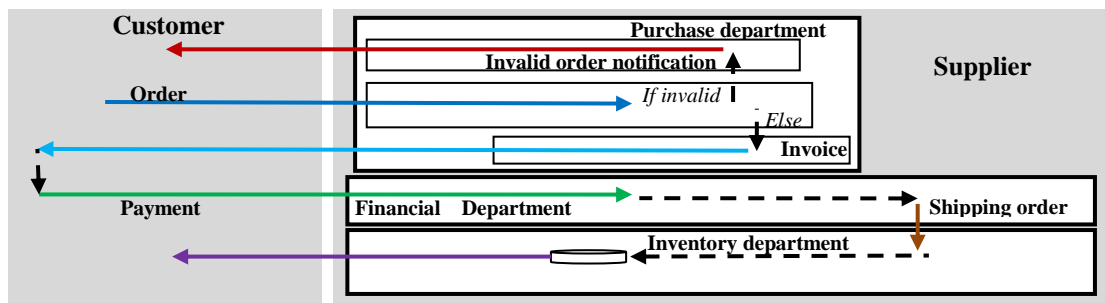 Customer
Purchase department
Invalid order notification
Supplier
Order
If invalid
Else
Invoice
Payment
Financial Department
Shipping order
Inventory department